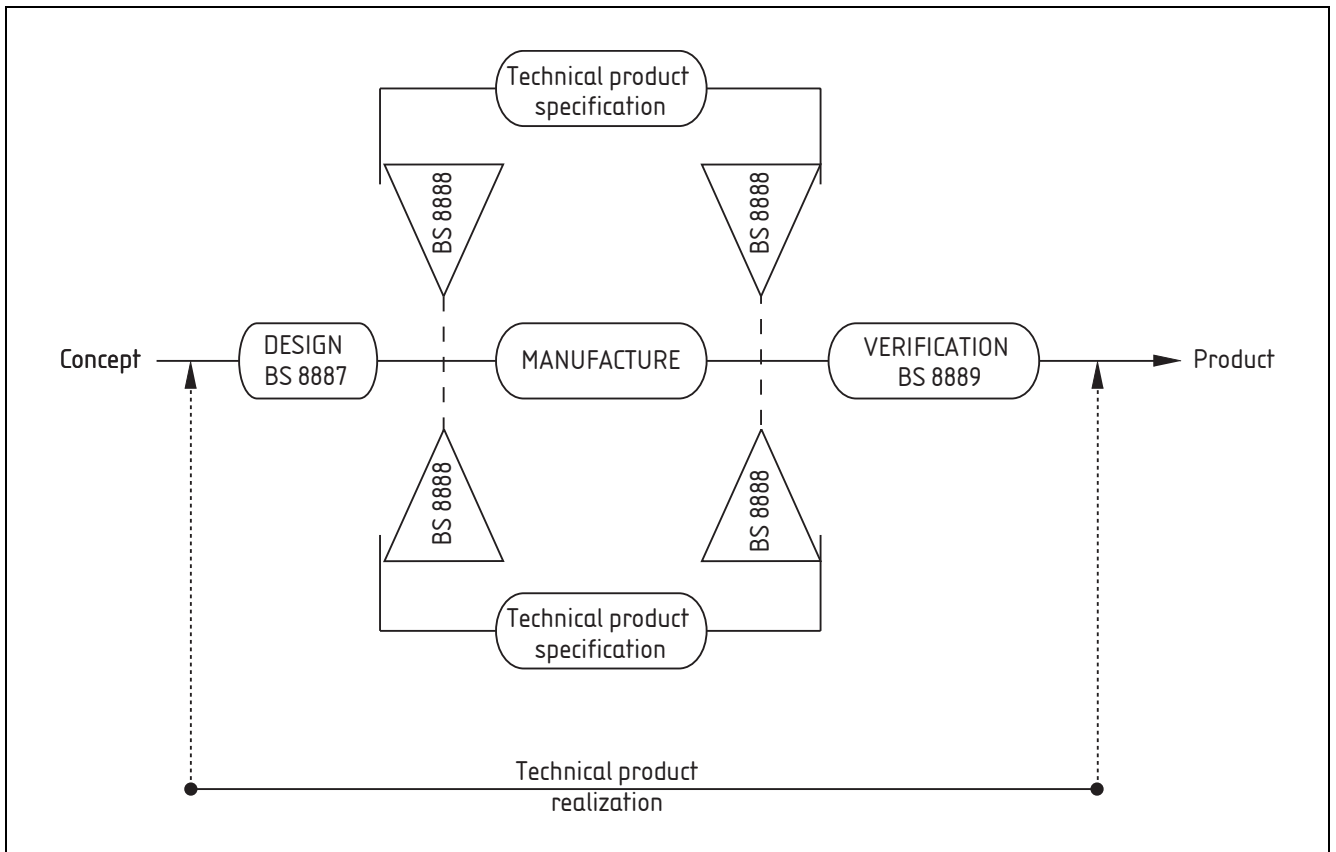 Technical product
specification
BS 8888
BS 8888
Concept
DESIGN
BS 8887
MANUFACTURE
VERIFICATION
BS 8889
Product
BS 8888
BS 8888
Technical product
specification
Technical product
realization